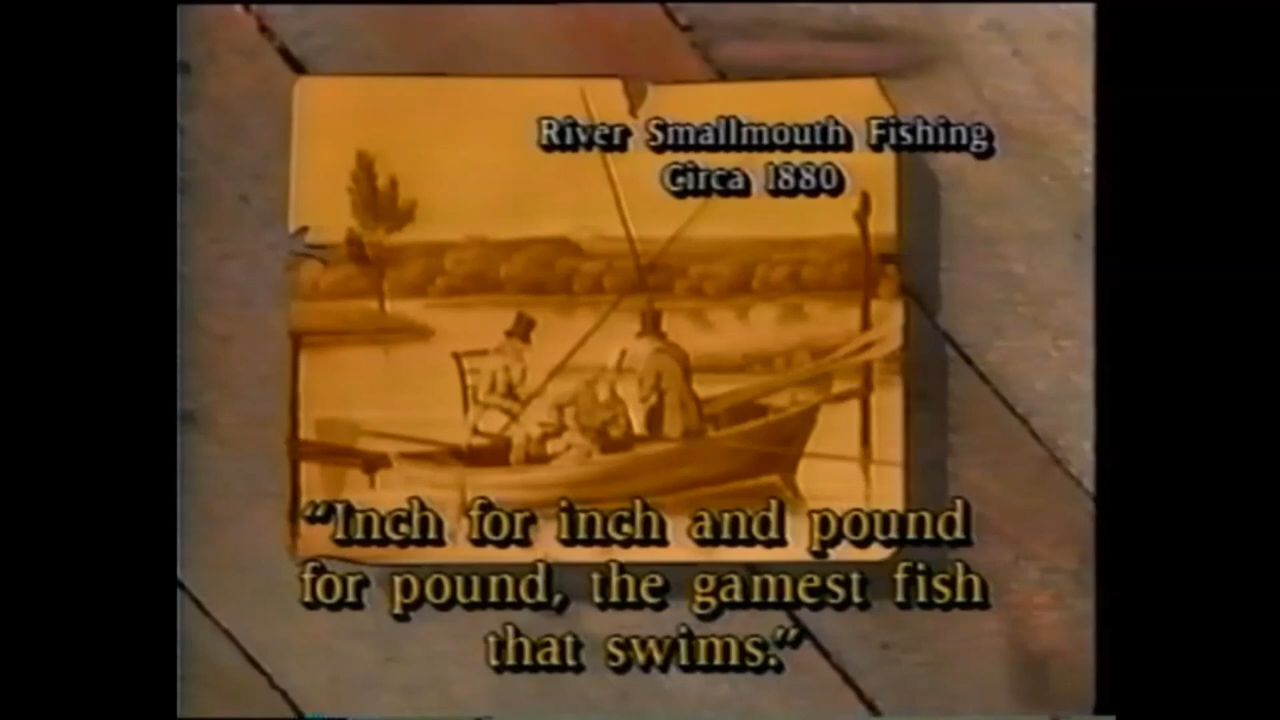 River Smallmouth Fishing
Circa 1880
“Inch for inch and pound
for pound, the gamest fish
that swims.”